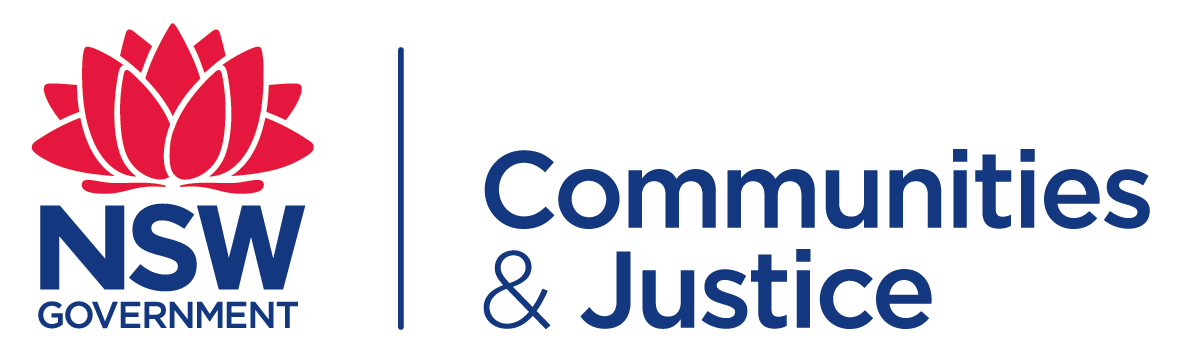 NSW
GOVERNMENT
Communities
& Justice